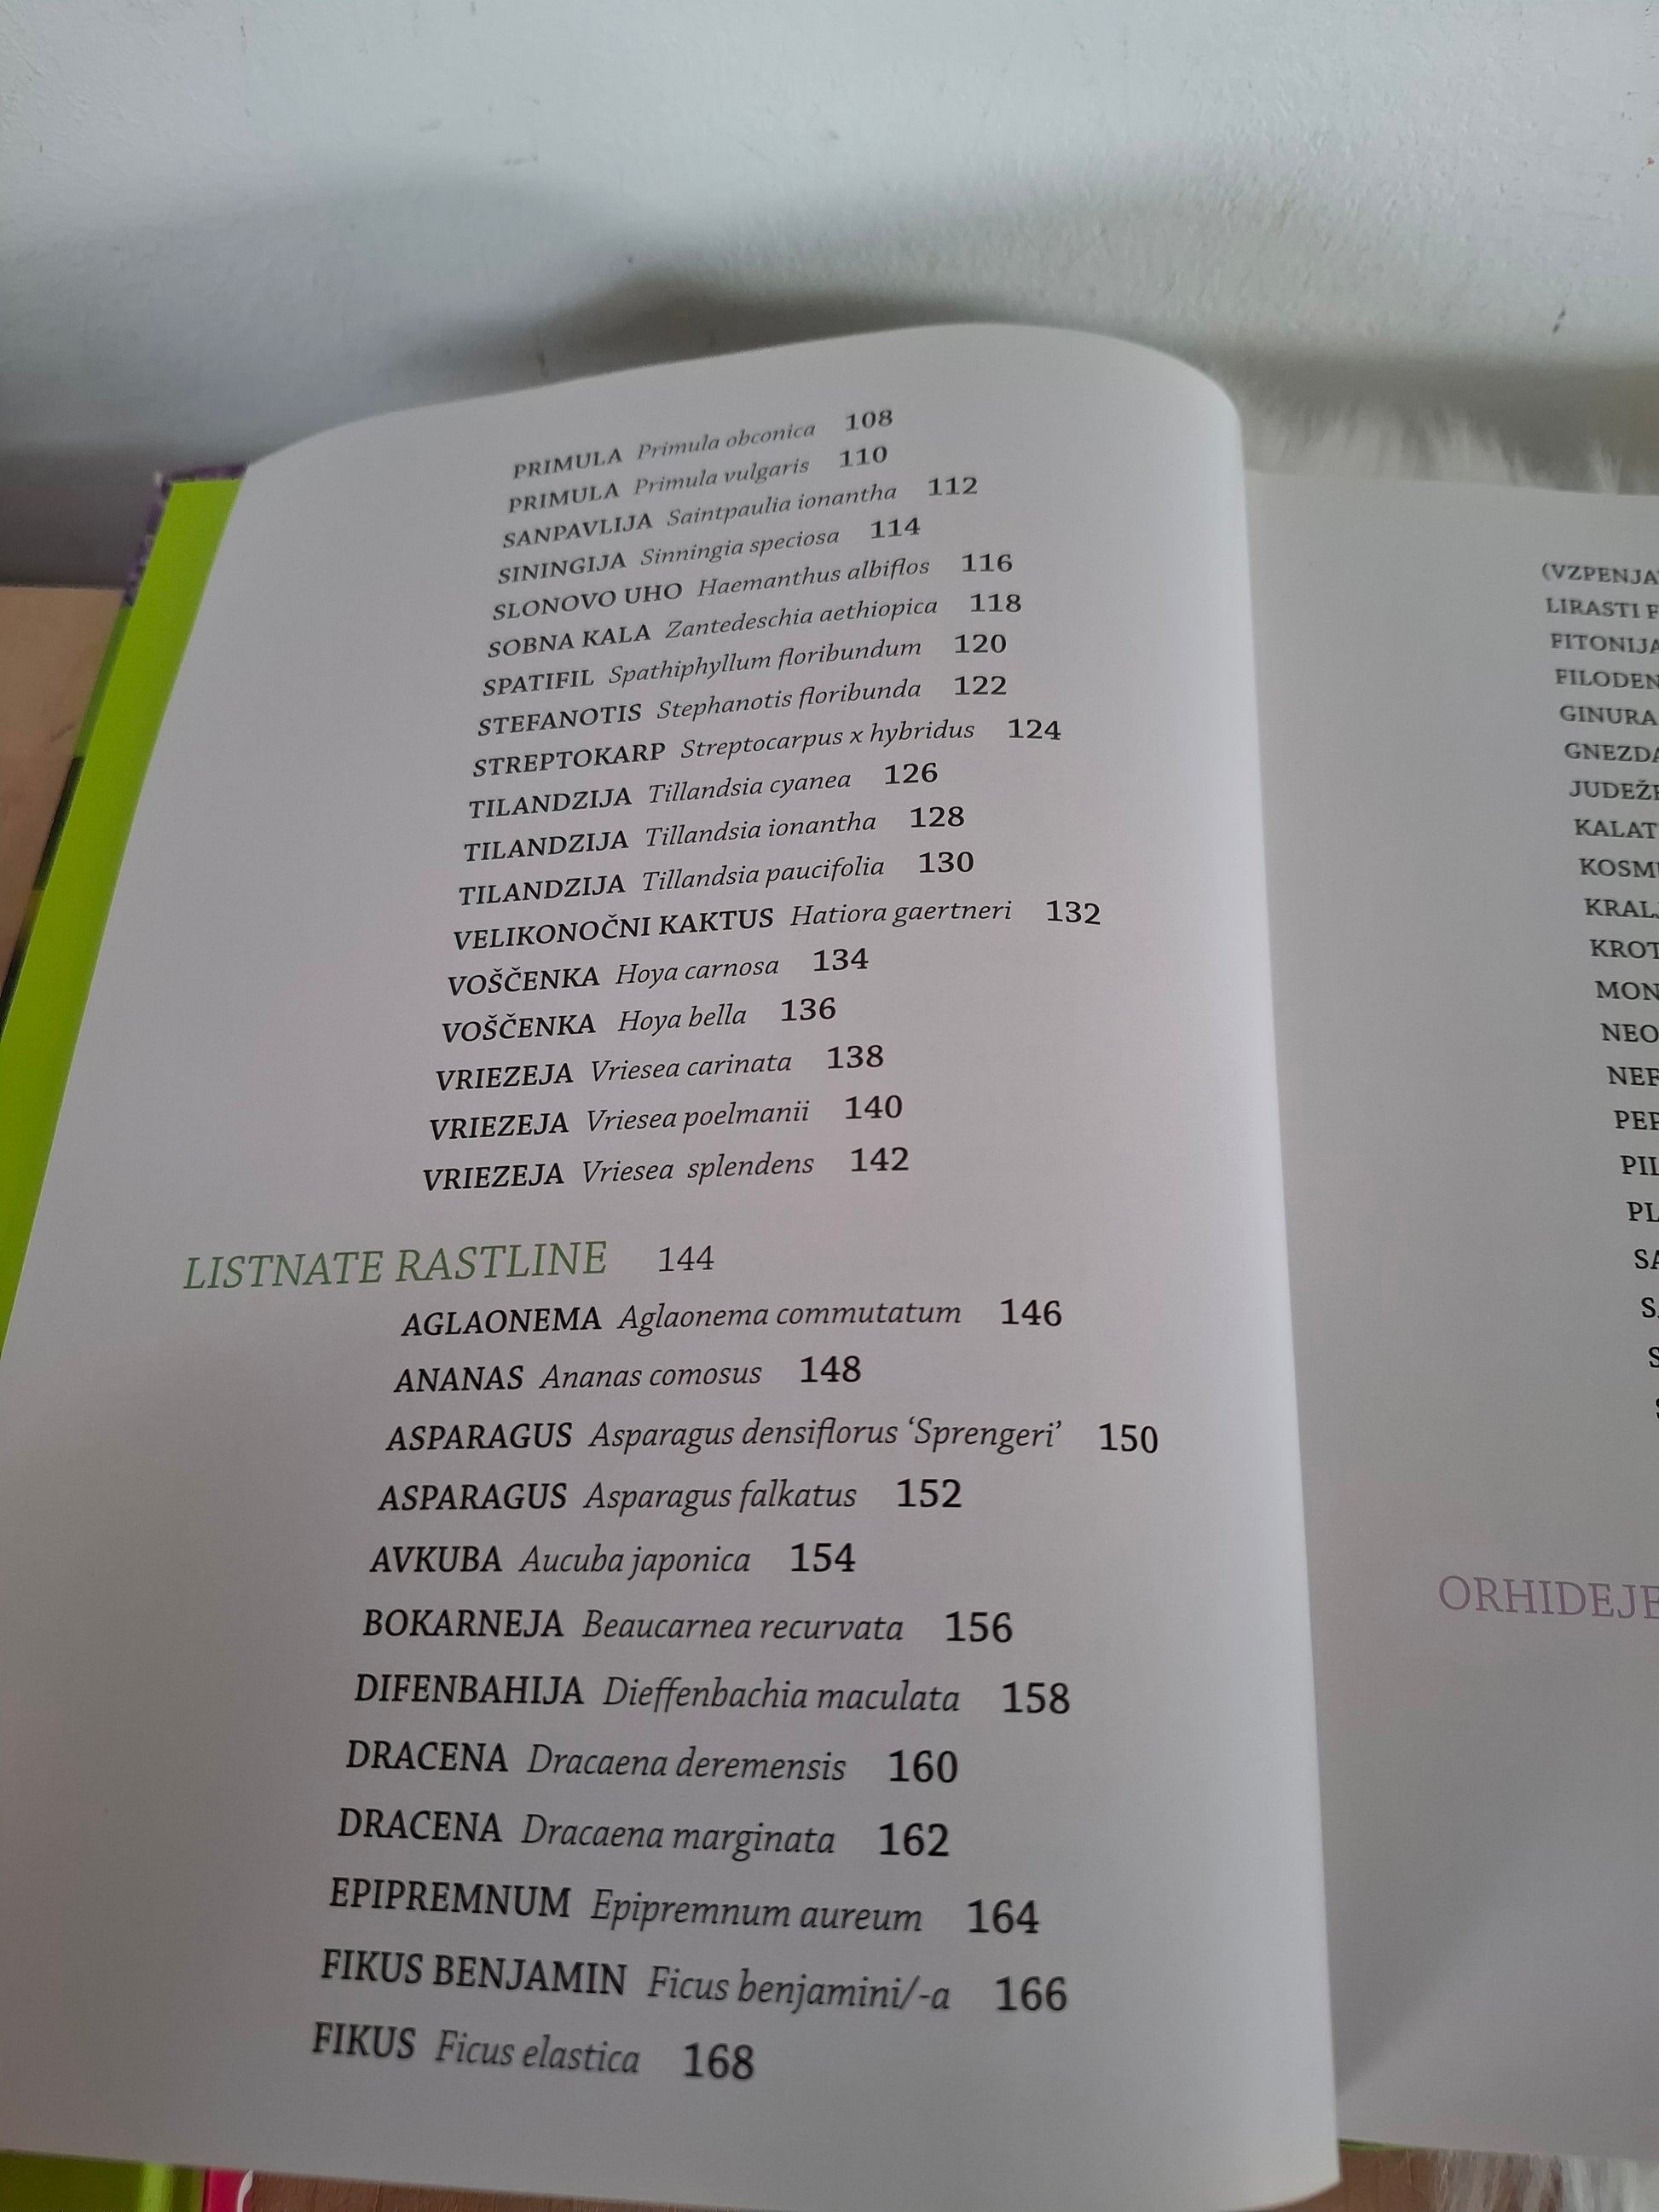 PRIMULA Primula obconica 108
PRIMULA Primula vulgaris 110
SANPAVLIJA Saintpaulia ionantha 112
SININGIJA Sinningia speciosa 114
SLONOVO UHO Haemanthus albiflos 116
SOBNA KALA Zantedeschia aethiopica 118
SPATIFIL Spathiphyllum floribundum 120
STEFANOTIS Stephanotis floribunda 122
STREPTOKARP Streptocarpus x hybridus 124
TILANDZIJA Tillandsia cyanea 126
TILANDZIJA Tillandsia ionantha 128
TILANDZIJA Tillandsia paucifolia 130
VELIKONOČNI KAKTUS Hatiora gaertneri 132
VOŠČENKA Hoya carnosa 134
VOŠČENKA Hoya bella 136
VRIEZEJA Vriesea carinata 138
VRIEZEJA Vriesea poelmanii 140
VRIEZEJA Vriesea splendens 142
LISTNATE RASTLINE 144
AGLAONEMA Aglaonema commutatum 146
ANANAS Ananas comosus 148
ASPARAGUS Asparagus densiflorus ‘Sprengeri’ 150
ASPARAGUS Asparagus falkatus 152
AVKUBA Aucuba japonica 154
BOKARNEJA Beaucarnea recurvata 156
DIFENBAHIJA Dieffenbachia maculata 158
DRACENA Dracaena deremensis 160
DRACENA Dracaena marginata 162
EPIPREMNUM Epipremnum aureum 164
FIKUS BENJAMIN Ficus benjamini/-a 166
FIKUS Ficus elastica 168
LIRASTI
GINURA
ORHIDEJE